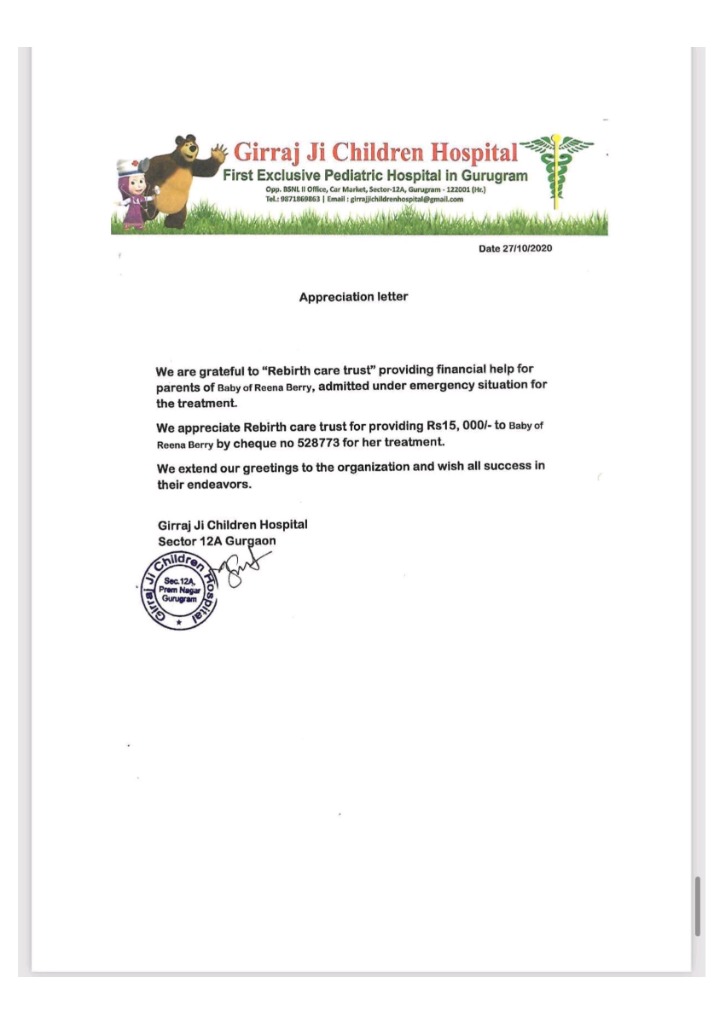 Girraj Ji Children Hospital
First Exclusive Pediatric Hospital in Gurugram
Opp. BSNL II Office, Car Market, Sector-12A, Gurugram - 122001 (Hr.)
Tel.: 9871869863 | Email : girrajjichildrenhospital@gmail.com
Date 27/10/2020
Appreciation letter
We are grateful to “Rebirth care trust” providing financial help for
parents of Baby of Reena Berry, admitted under emergency situation for
the treatment.
We appreciate Rebirth care trust for providing Rs15, 000/- to Baby of
Reena Berry by cheque no 528773 for her treatment.
We extend our greetings to the organization and wish all success in
their endeavors.
Girraj Ji Children Hospital
Sector 12A Gurgaon
Girraj Ji Children Hospital
Sec.12A,
Prem Nagar
Gurugram